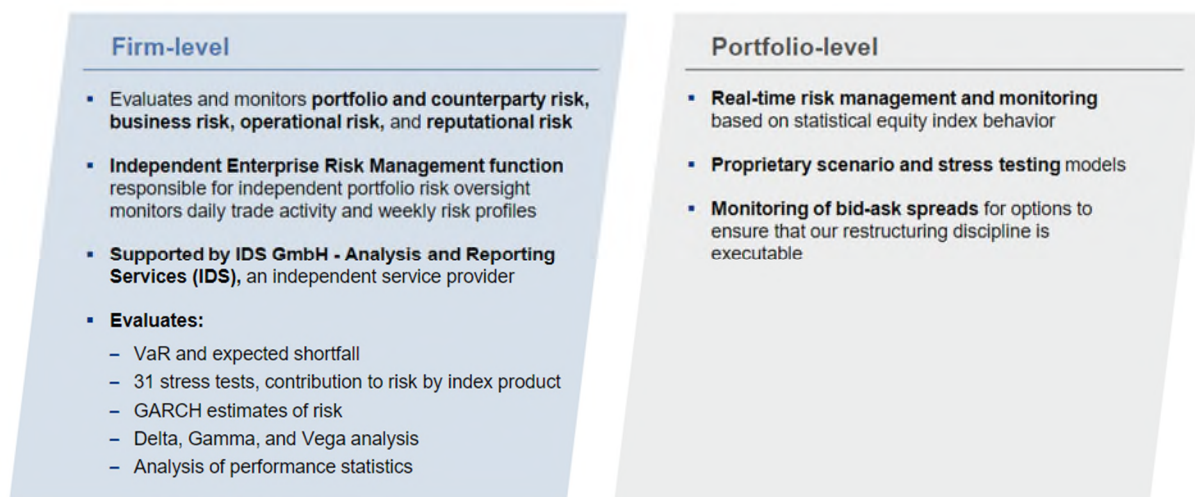 Firm-level
▪ Evaluates and monitors portfolio and counterparty risk,
business risk, operational risk, and reputational risk
▪ Independent Enterprise Risk Management function
responsible for independent portfolio risk oversight
monitors daily trade activity and weekly risk profiles
▪ Supported by IDS GmbH - Analysis and Reporting
Services (IDS), an independent service provider
▪ Evaluates:
– VaR and expected shortfall
– 31 stress tests, contribution to risk by index product
– GARCH estimates of risk
– Delta, Gamma, and Vega analysis
– Analysis of performance statistics
Portfolio-level
▪ Real-time risk management and monitoring
based on statistical equity index behavior
▪ Proprietary scenario and stress testing models
▪ Monitoring of bid-ask spreads for options to
ensure that our restructuring discipline is
executable